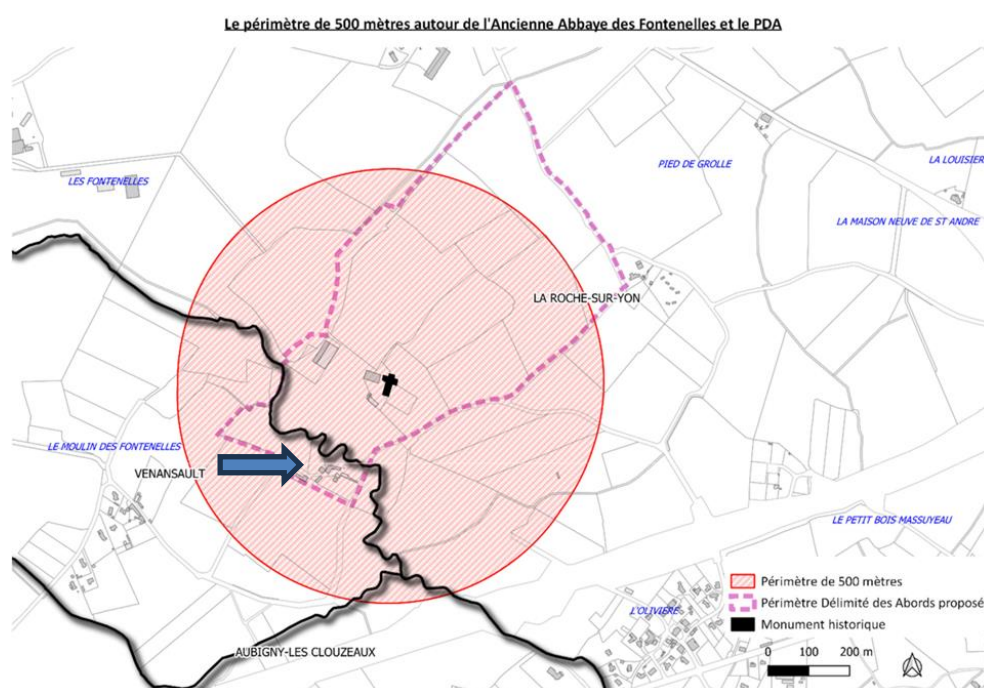 Le périmètre de 500 mètres autour de l'Ancienne Abbaye des Fontenelles et le PDA
PIED DE GROLLE
LA LOUISIER
LES FONTENELLES
LA MAISON NEUVE DE ST ANDRE
LA ROCHE-SUR-YON
LE MOULIN DES FONTENELLES
VENANSAULT
LE PETIT BOIS MASSUYEAU
Périmètre de 500 mètres
Périmètre Délimité des Abords proposé
L'OLIVIERE
Monument historique
AUBIGNY-LES CLOUZEAUX
0 100 200 m